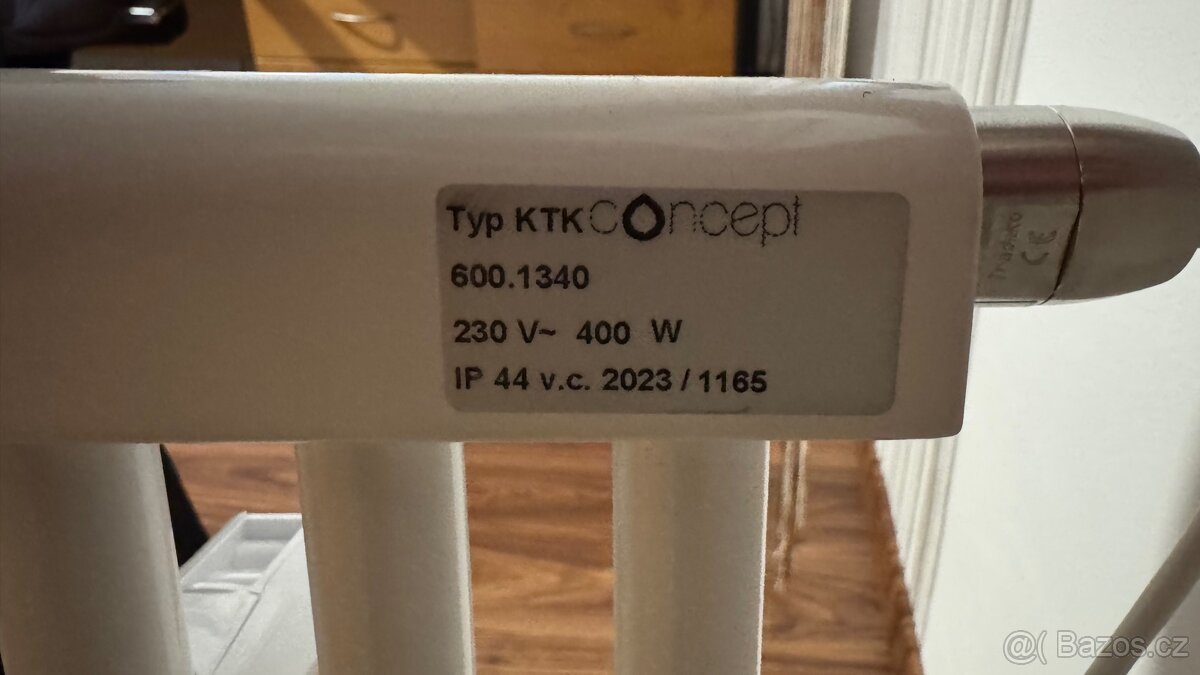 Typ KTK concept
600.1340
230 V~ 400 W
IP 44 v.c. 2023 / 1165
CE
@( Bazos.cz